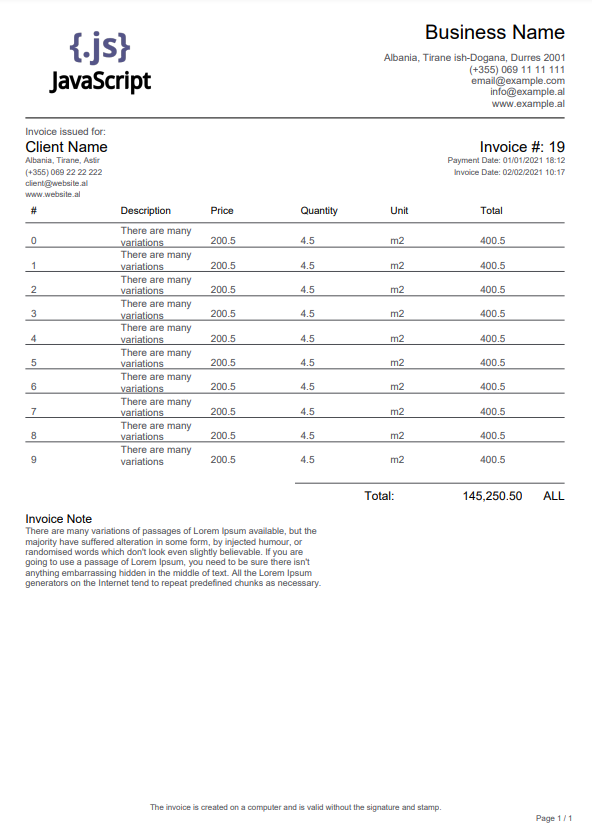 {.js}
JavaScript
Business Name
Albania, Tirane ish-Dogana, Durres 2001
(+355) 069 11 11 111
email@example.com
info@example.al
www.example.al
Invoice issued for:
Client Name
Albania, Tirane, Astir
(+355) 069 22 22 222
client@website.al
www.website.al
Invoice #: 19
Payment Date: 01/01/2021 18:12
Invoice Date: 02/02/2021 10:17
# Description Price Quantity Unit Total
There are many
0 variations 200.5 4.5 m2 400.5
There are many
1 variations 200.5 4.5 m2 400.5
There are many
2 variations 200.5 4.5 m2 400.5
There are many
3 variations 200.5 4.5 m2 400.5
There are many
4 variations 200.5 4.5 m2 400.5
There are many
5 variations 200.5 4.5 m2 400.5
There are many
6 variations 200.5 4.5 m2 400.5
There are many
7 variations 200.5 4.5 m2 400.5
There are many
8 variations 200.5 4.5 m2 400.5
There are many
9 variations 200.5 4.5 m2 400.5
Total: 145,250.50 ALL
Invoice Note
There are many variations of passages of Lorem Ipsum available, but the
majority have suffered alteration in some form, by injected humour, or
randomised words which don't look even slightly believable. If you are
going to use a passage of Lorem Ipsum, you need to be sure there isn't
anything embarrassing hidden in the middle of text. All the Lorem Ipsum
generators on the Internet tend to repeat predefined chunks as necessary.
The invoice is created on a computer and is valid without the signature and stamp.
Page 1 / 1